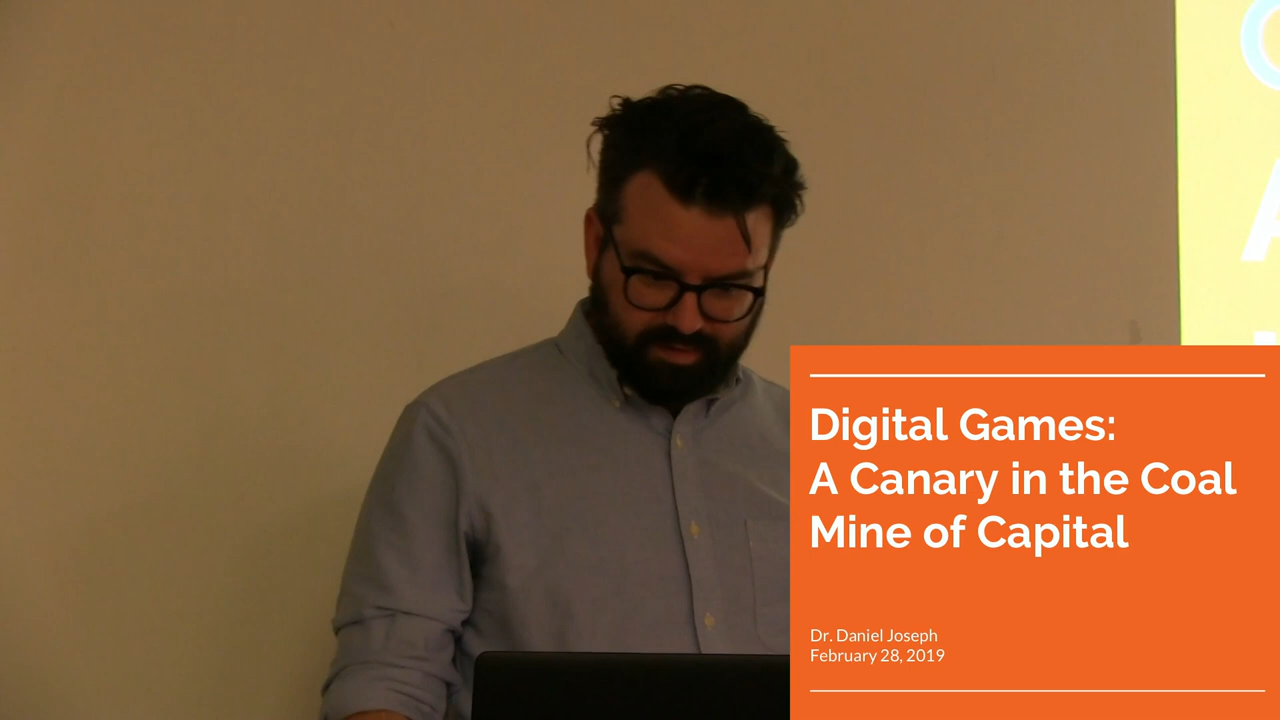 Digital Games:
A Canary in the Coal
Mine of Capital
Dr. Daniel Joseph
February 28, 2019